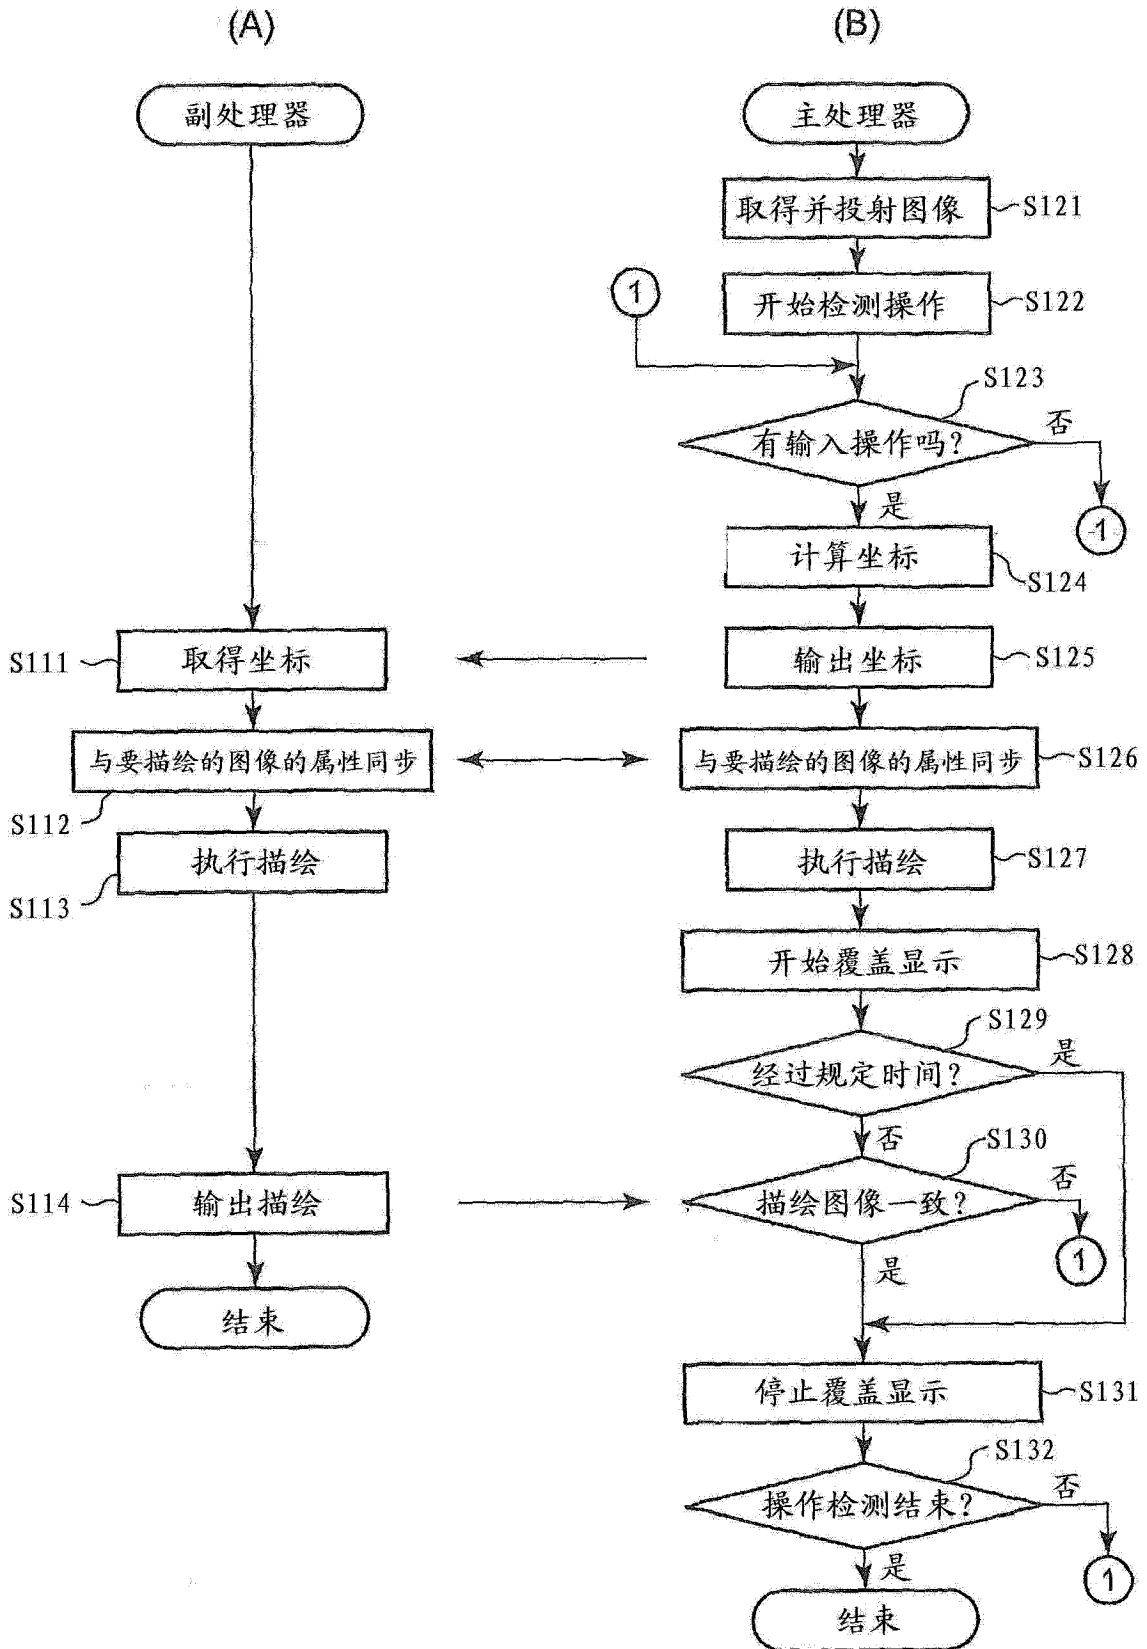 (A)
副处理器
S111
取得坐标
与要描绘的图像的属性同步
S112
执行描绘
S113
S114
输出描绘
结束
(B)
主处理器
取得并投射图像
S121
1
开始检测操作
S122
S123
有输入操作吗?
否
1
是
计算坐标
S124
输出坐标
S125
与要描绘的图像的属性同步
S126
执行描绘
S127
开始覆盖显示
S128
S129
经过规定时间?
是
否
S130
描绘图像一致?
否
1
是
停止覆盖显示
S131
S132
操作检测结束?
否
1
是
结束